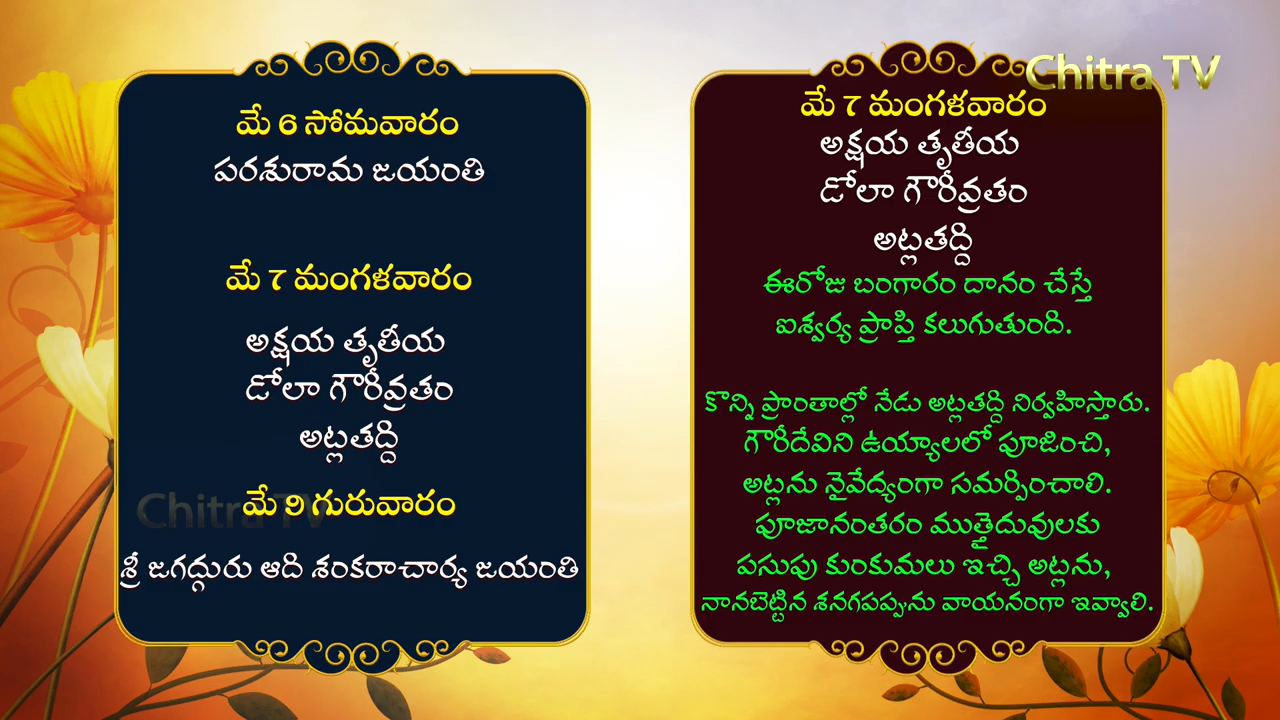 మే 6 సోమవారం
పరశురామ జయంతి
మే 7 మంగళవారం
అక్షయ తృతీయ
డోలా గౌరీవ్రతం
అట్లతద్ది
మే 9 గురువారం
శ్రీ జగద్గురు ఆది శంకరాచార్య జయంతి
Chitra TV
Chitra TV
మే 7 మంగళవారం
అక్షయ తృతీయ
డోలా గౌరీవ్రతం
అట్లతద్ది
ఈరోజు బంగారం దానం చేస్తే
ఐశ్వర్య ప్రాప్తి కలుగుతుంది.
కొన్ని ప్రాంతాల్లో నేడు అట్లతద్ది నిర్వహిస్తారు.
గౌరీదేవిని ఉయ్యాలలో పూజించి,
అట్లను నైవేద్యంగా సమర్పించాలి.
పూజానంతరం ముత్తైదువులకు
పసుపు కుంకుమలు ఇచ్చి అట్లను,
నానబెట్టిన శనగపప్పును వాయనంగా ఇవ్వాలి.